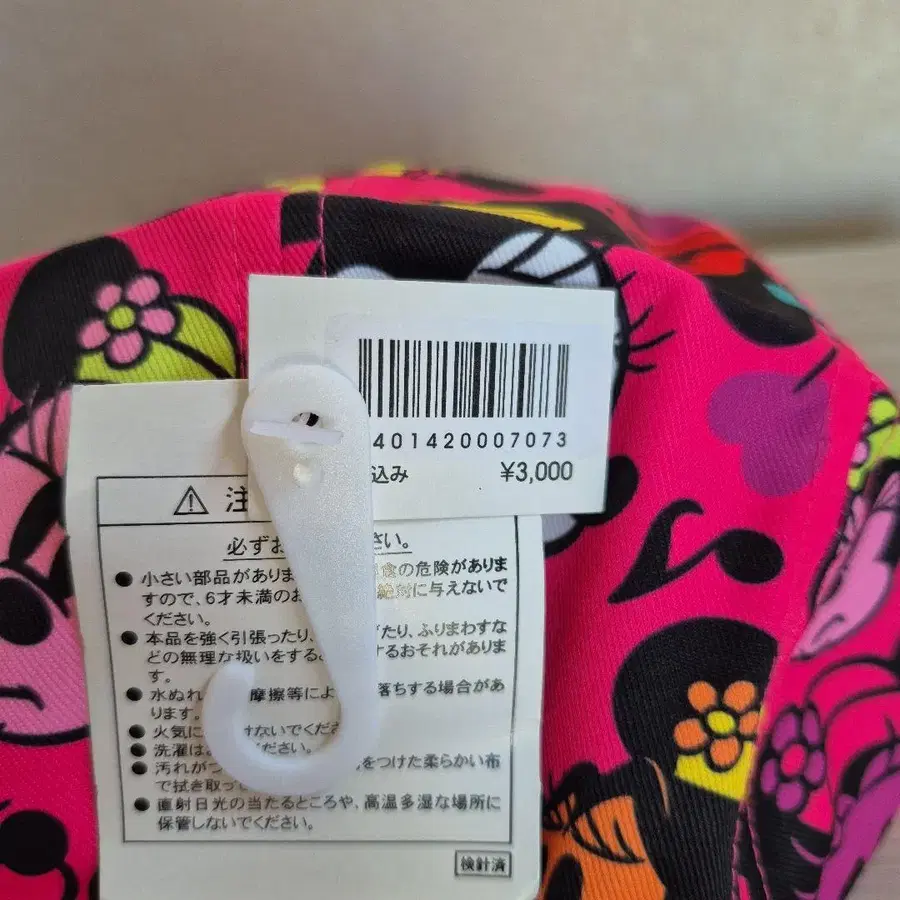 401420007073
込み ¥3,000
注
必ずお さい。
● 小さい部品がありま 食の危険がありま
すので、6才未満のお 絶対に与えないで
ください。
● 本品を強く引張ったり、 たり、ふりまわすな
どの無理な扱いをする するおそれがありま
す。
● 水ぬれ 摩擦等によ 落ちする場合があ
ります。
● 火気に けないでくださ
● 洗濯はお ください。
● 汚れがつ をつけた柔らかい布
で拭き取っ
● 直射日光の当たるところや、高温多湿な場所に
保管しないでください。
検針済